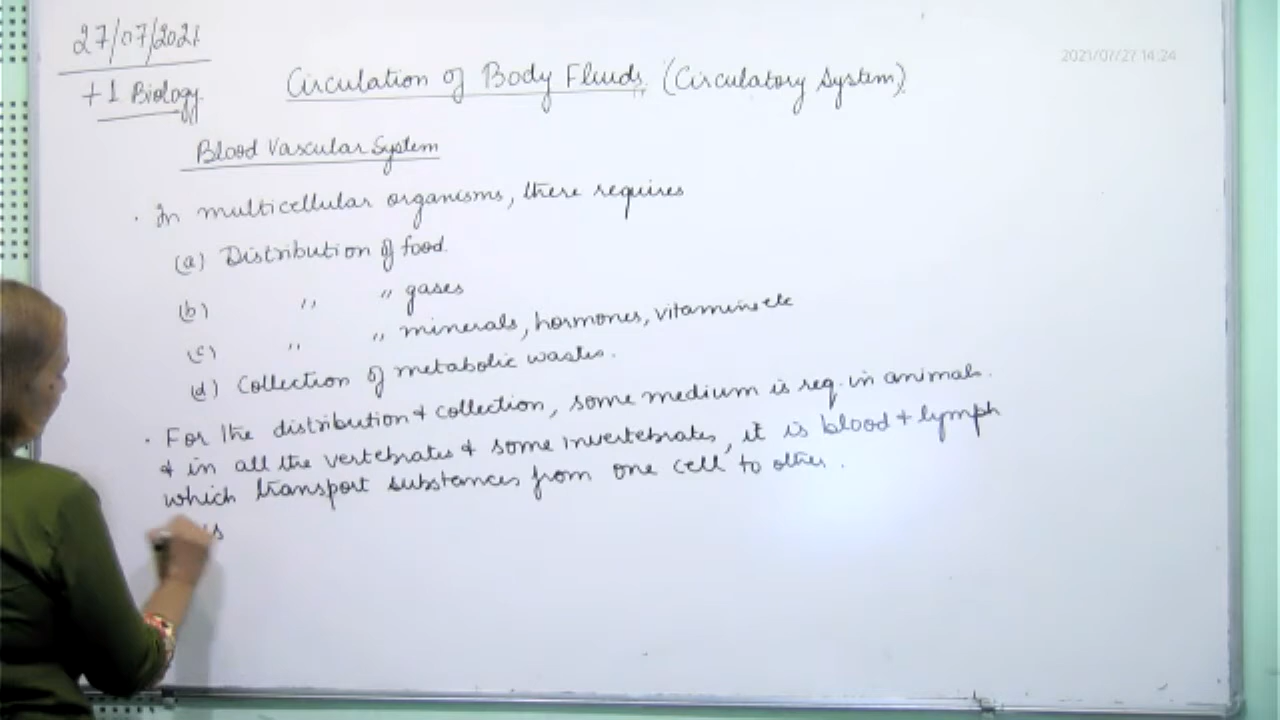 27/07/2021
+1 Biology
2021/07/27 14:24
Circulation of Body Fluids (Circulatory System)
Blood Vascular System
· In multicellular organisms, there requires
(a) Distribution of food.
(b) " " gases
(c) " " minerals, hormones, vitamins etc
(d) Collection of metabolic wastes.
· For the distribution & collection, some medium is req. in animals.
& in all the vertebrates & some invertebrates, it is blood & lymph
which transport substances from one cell to other.